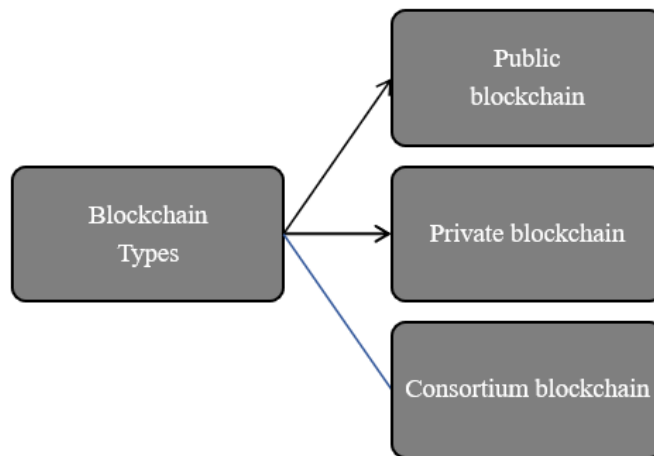 Public
blockchain
Blockchain
Types
Private blockchain
Consortium blockchain